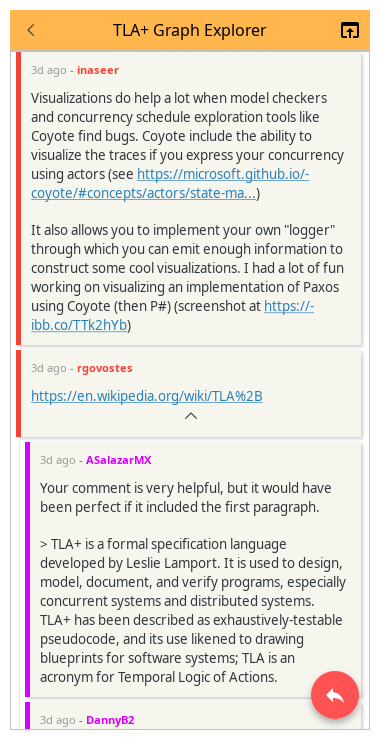 TLA+ Graph Explorer
3d ago - inaseer
Visualizations do help a lot when model checkers
and concurrency schedule exploration tools like
Coyote find bugs. Coyote include the ability to
visualize the traces if you express your concurrency
using actors (see https://microsoft.github.io/-
coyote/#concepts/actors/state-ma...)
It also allows you to implement your own "logger"
through which you can emit enough information to
construct some cool visualizations. I had a lot of fun
working on visualizing an implementation of Paxos
using Coyote (then P#) (screenshot at https://-
ibb.co/TTk2hYb)
3d ago - rgovostes
https://en.wikipedia.org/wiki/TLA%2B
3d ago - ASalazarMX
Your comment is very helpful, but it would have
been perfect if it included the first paragraph.
> TLA+ is a formal specification language
developed by Leslie Lamport. It is used to design,
model, document, and verify programs, especially
concurrent systems and distributed systems.
TLA+ has been described as exhaustively-testable
pseudocode, and its use likened to drawing
blueprints for software systems; TLA is an
acronym for Temporal Logic of Actions.
3d ago - DannyB2